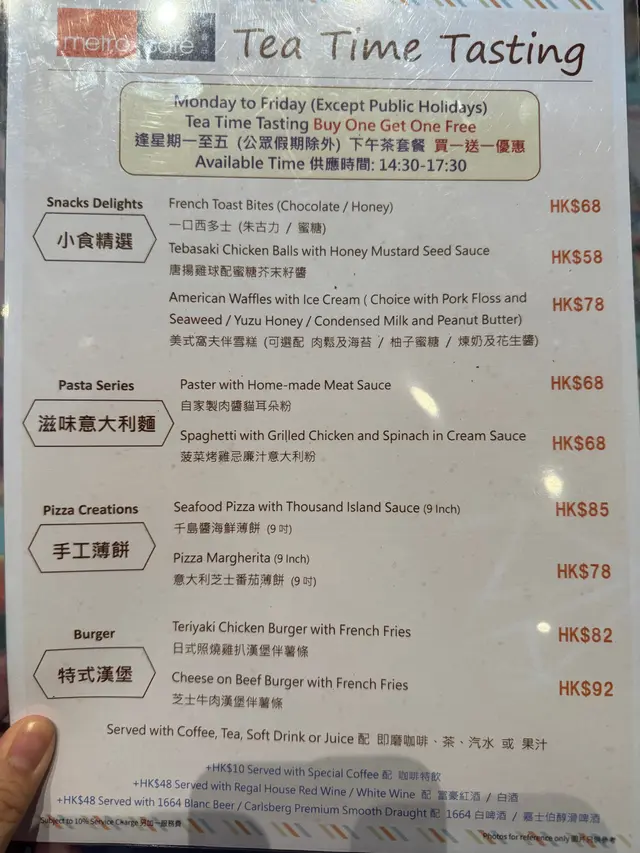 metro cafe
Tea Time Tasting
Monday to Friday (Except Public Holidays)
Tea Time Tasting Buy One Get One Free
逢星期一至五 (公眾假期除外) 下午茶套餐 買一送一優惠
Available Time 供應時間: 14:30-17:30
Snacks Delights
小食精選
French Toast Bites (Chocolate / Honey) HK$68
一口西多士 (朱古力 / 蜜糖)
Tebasaki Chicken Balls with Honey Mustard Seed Sauce HK$58
唐揚雞球配蜜糖芥末籽醬
American Waffles with Ice Cream ( Choice with Pork Floss and HK$78
Seaweed / Yuzu Honey / Condensed Milk and Peanut Butter)
美式窩夫伴雪糕 (可選配 肉鬆及海苔 / 柚子蜜糖 / 煉奶及花生醬)
Pasta Series
滋味意大利麵
Paster with Home-made Meat Sauce HK$68
自家製肉醬貓耳朵粉
Spaghetti with Grilled Chicken and Spinach in Cream Sauce HK$68
菠菜烤雞忌廉汁意大利粉
Pizza Creations
手工薄餅
Seafood Pizza with Thousand Island Sauce (9 Inch) HK$85
千島醬海鮮薄餅 (9 吋)
Pizza Margherita (9 Inch) HK$78
意大利芝士番茄薄餅 (9 吋)
Burger
特式漢堡
Teriyaki Chicken Burger with French Fries HK$82
日式照燒雞扒漢堡伴薯條
Cheese on Beef Burger with French Fries HK$92
芝士牛肉漢堡伴薯條
Served with Coffee, Tea, Soft Drink or Juice 配 即磨咖啡、茶、汽水 或 果汁
+HK$10 Served with Special Coffee 配 咖啡特飲
+HK$48 Served with Regal House Red Wine / White Wine 配 富豪紅酒 / 白酒
+HK$48 Served with 1664 Blanc Beer / Carlsberg Premium Smooth Draught 配 1664 白啤酒 / 嘉士伯醇滑啤酒
Subject to 10% Service Charge 另加一服務費
Photos for reference only 圖片只供參考